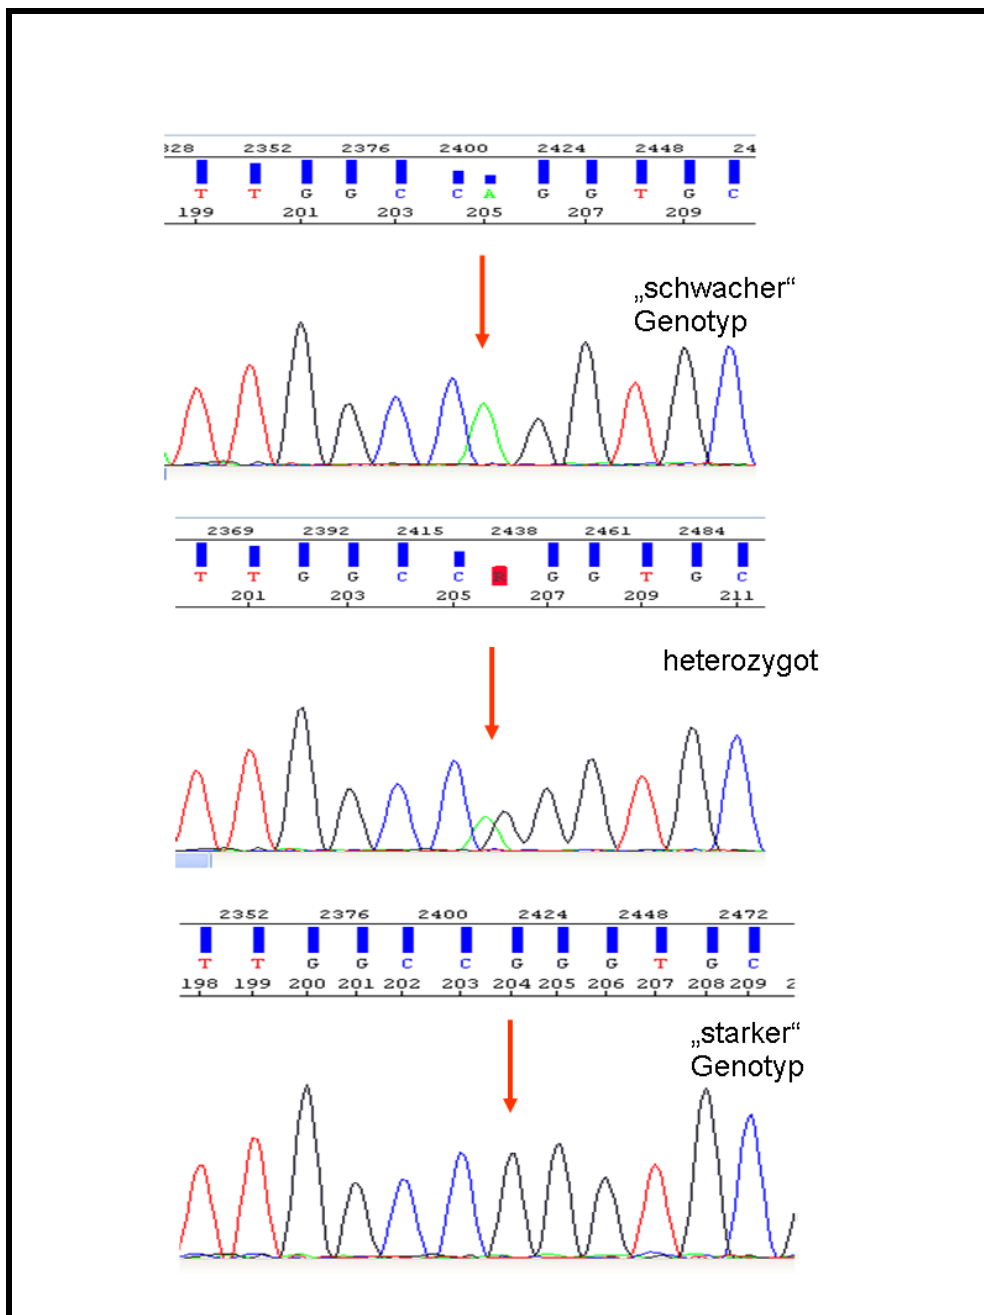 328 2352 2376 2400 2424 2448 24
T T G G C C A G G T G C
199 201 203 205 207 209
„schwacher“
Genotyp
2369 2392 2415 2438 2461 2484
T T G G C C R G G T G C
201 203 205 207 209 211
heterozygot
2352 2376 2400 2424 2448 2472
T T G G C C G G G T G C
198 199 200 201 202 203 204 205 206 207 208 209 2
„starker“
Genotyp